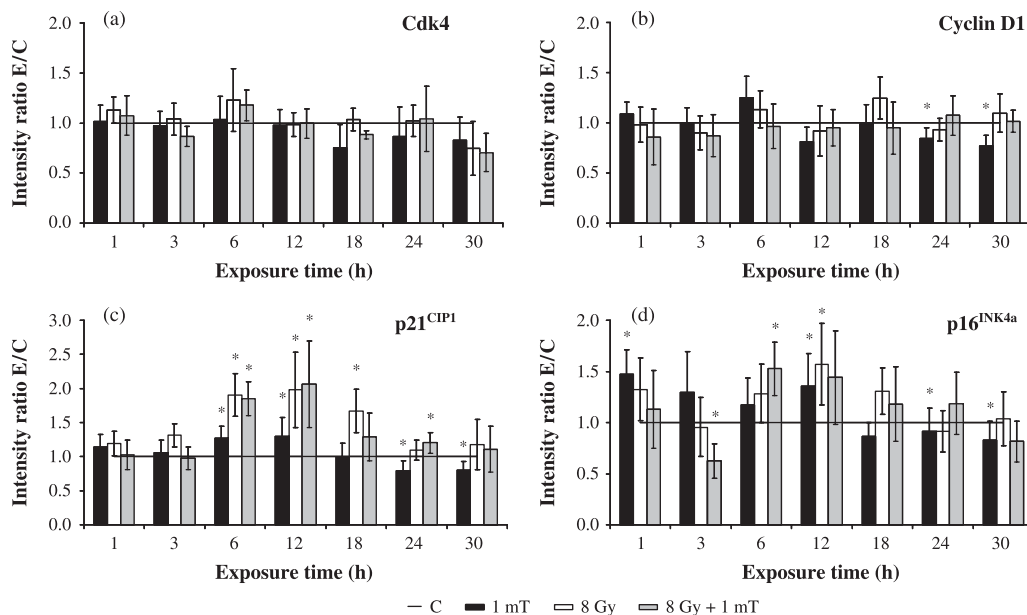 (a) Cdk4
Intensity ratio E/C
2.0
1.5
1.0
0.5
0.0
1 3 6 12 18 24 30
Exposure time (h)
(b) Cyclin D1
Intensity ratio E/C
2.0
1.5
1.0
0.5
0.0
* *
1 3 6 12 18 24 30
Exposure time (h)
(c) p21CIP1
Intensity ratio E/C
3.0
2.5
2.0
1.5
1.0
0.5
0.0
* * * * * * * * * *
1 3 6 12 18 24 30
Exposure time (h)
(d) p16INK4a
Intensity ratio E/C
2.0
1.5
1.0
0.5
0.0
* * * * * * *
1 3 6 12 18 24 30
Exposure time (h)
– C 1 mT 8 Gy 8 Gy + 1 mT